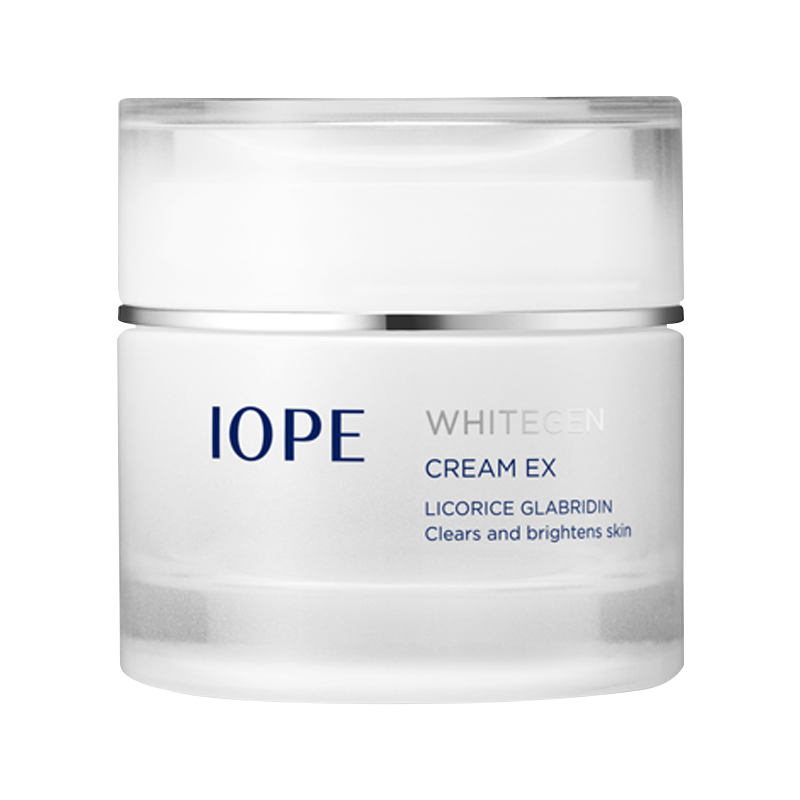 IOPE
WHITEGEN
CREAM EX
LICORICE GLABRIDIN
Clears and brightens skin